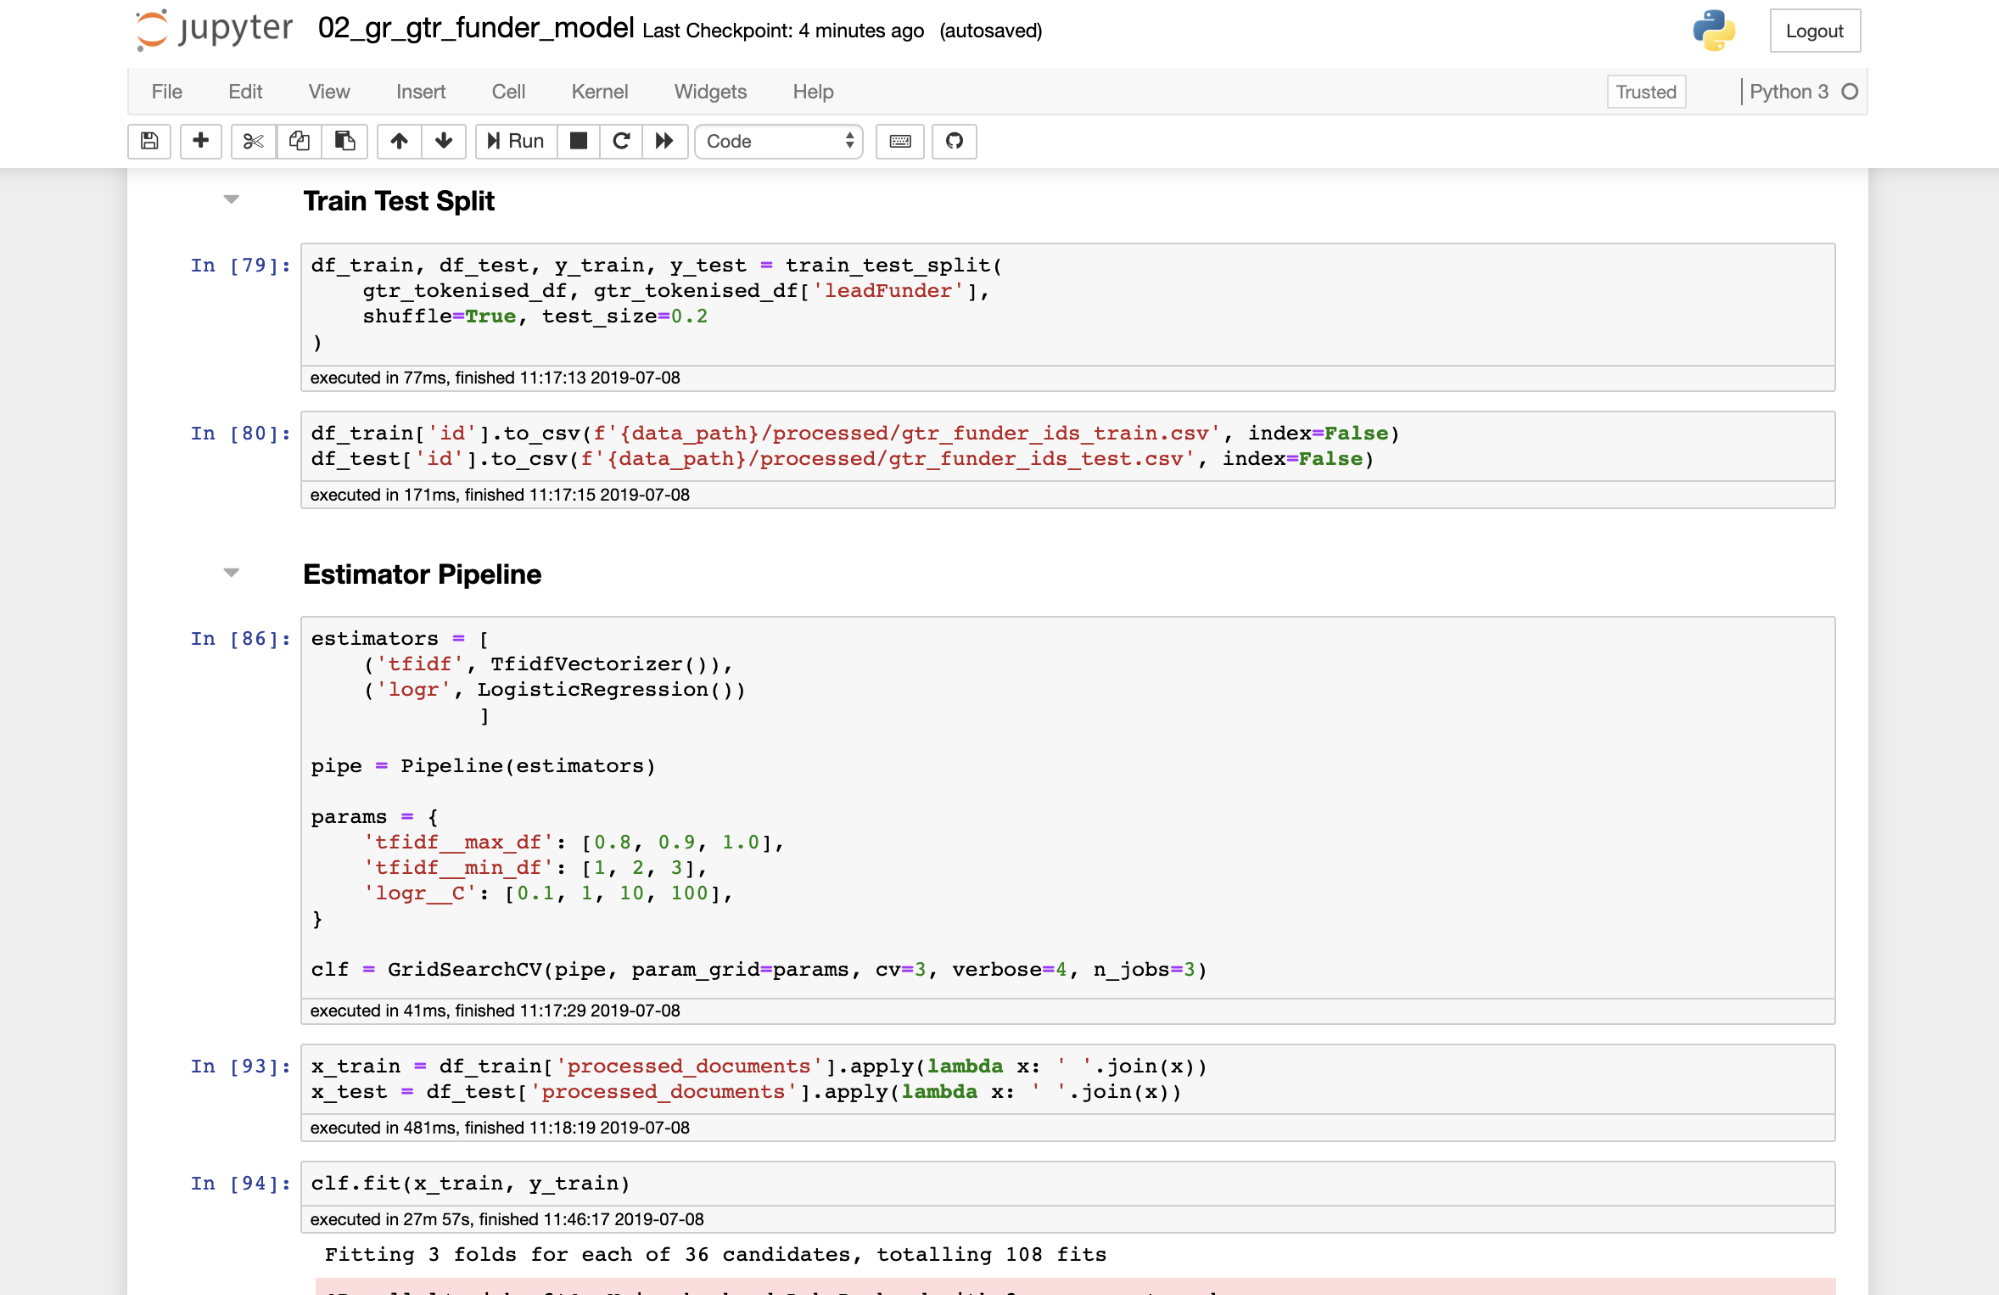 jupyter 02_gr_gtr_funder_model Last Checkpoint: 4 minutes ago (autosaved)
Logout
File Edit View Insert Cell Kernel Widgets Help Trusted Python 3
Run Code
Train Test Split
In [79]: df_train, df_test, y_train, y_test = train_test_split(
    gtr_tokenised_df, gtr_tokenised_df['leadFunder'],
    shuffle=True, test_size=0.2
)
executed in 77ms, finished 11:17:13 2019-07-08
In [80]: df_train['id'].to_csv(f'{data_path}/processed/gtr_funder_ids_train.csv', index=False)
df_test['id'].to_csv(f'{data_path}/processed/gtr_funder_ids_test.csv', index=False)
executed in 171ms, finished 11:17:15 2019-07-08
Estimator Pipeline
In [86]: estimators = [
    ('tfidf', TfidfVectorizer()),
    ('logr', LogisticRegression())
             ]
pipe = Pipeline(estimators)
params = {
    'tfidf__max_df': [0.8, 0.9, 1.0],
    'tfidf__min_df': [1, 2, 3],
    'logr__C': [0.1, 1, 10, 100],
}
clf = GridSearchCV(pipe, param_grid=params, cv=3, verbose=4, n_jobs=3)
executed in 41ms, finished 11:17:29 2019-07-08
In [93]: x_train = df_train['processed_documents'].apply(lambda x: ' '.join(x))
x_test = df_test['processed_documents'].apply(lambda x: ' '.join(x))
executed in 481ms, finished 11:18:19 2019-07-08
In [94]: clf.fit(x_train, y_train)
executed in 27m 57s, finished 11:46:17 2019-07-08
Fitting 3 folds for each of 36 candidates, totalling 108 fits